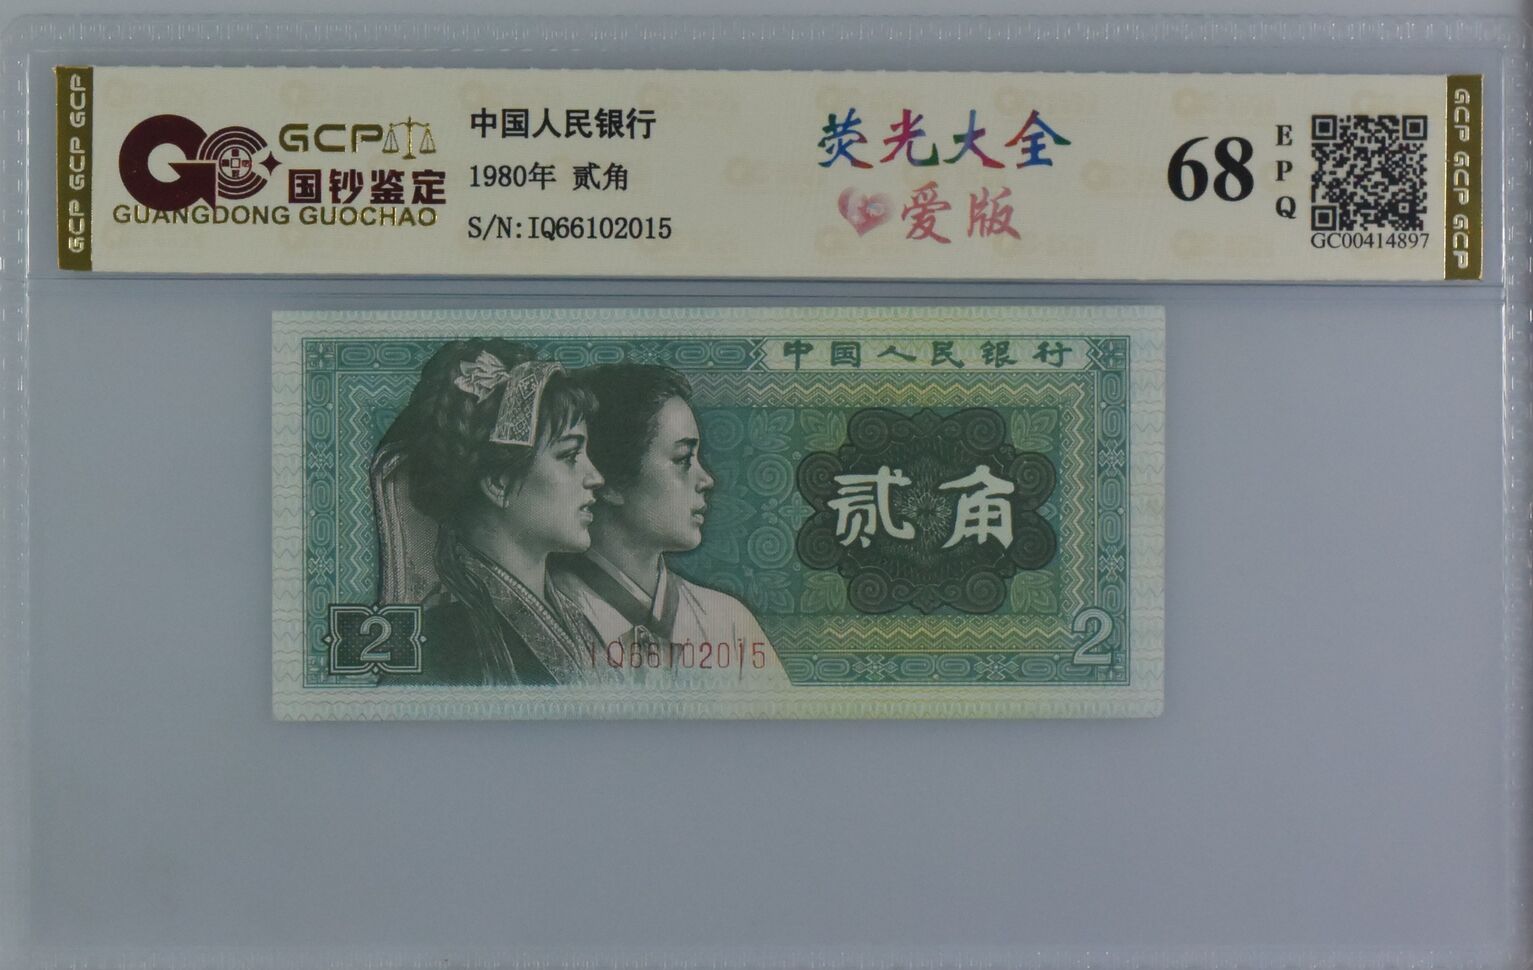 GCP GCP GCP
GCP
国钞鉴定
GUANGDONG GUOCHAO
中国人民银行
1980年 贰角
S/N:IQ66102015
荧光大全
爱版
68
EPQ
GC00414897
GCP GCP GCP
中国人民银行
贰角
2
IQ66102015
2